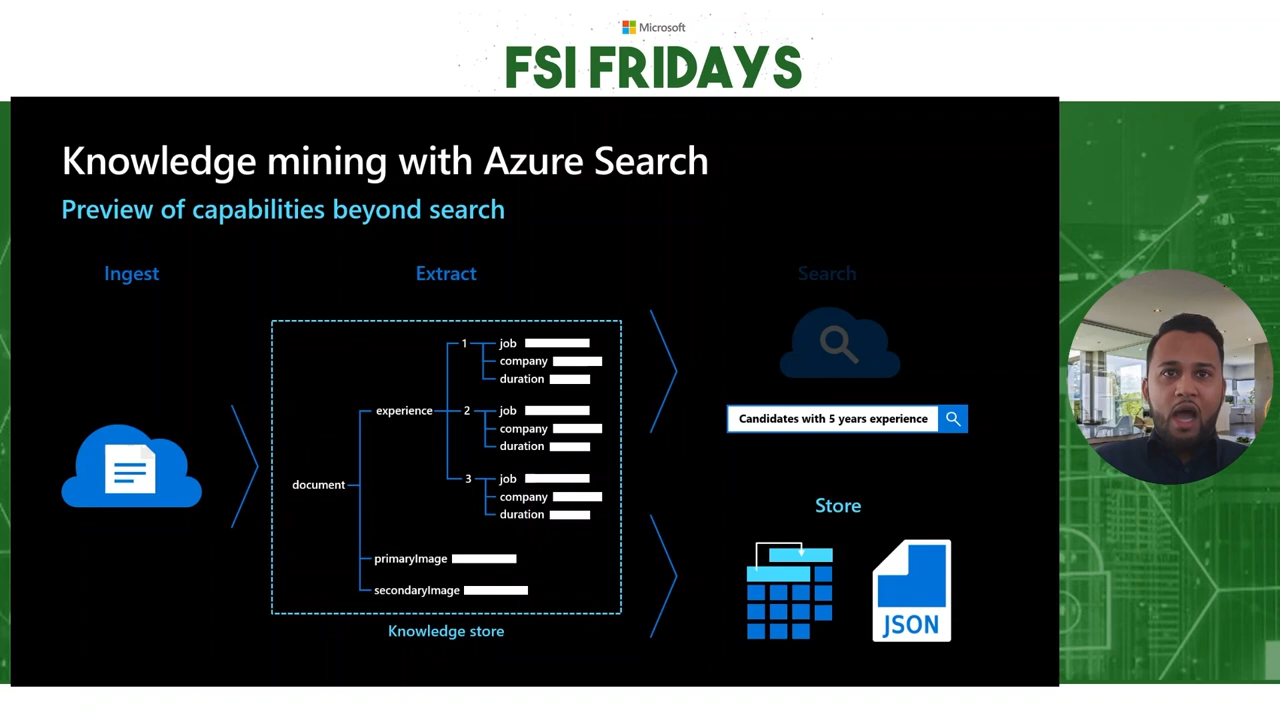 Microsoft
FSI FRIDAYS
Knowledge mining with Azure Search
Preview of capabilities beyond search
Ingest
Extract
Search
1
job
company
duration
experience
2
job
company
duration
3
job
company
duration
document
primaryImage
secondaryImage
Knowledge store
Candidates with 5 years experience
Store
JSON